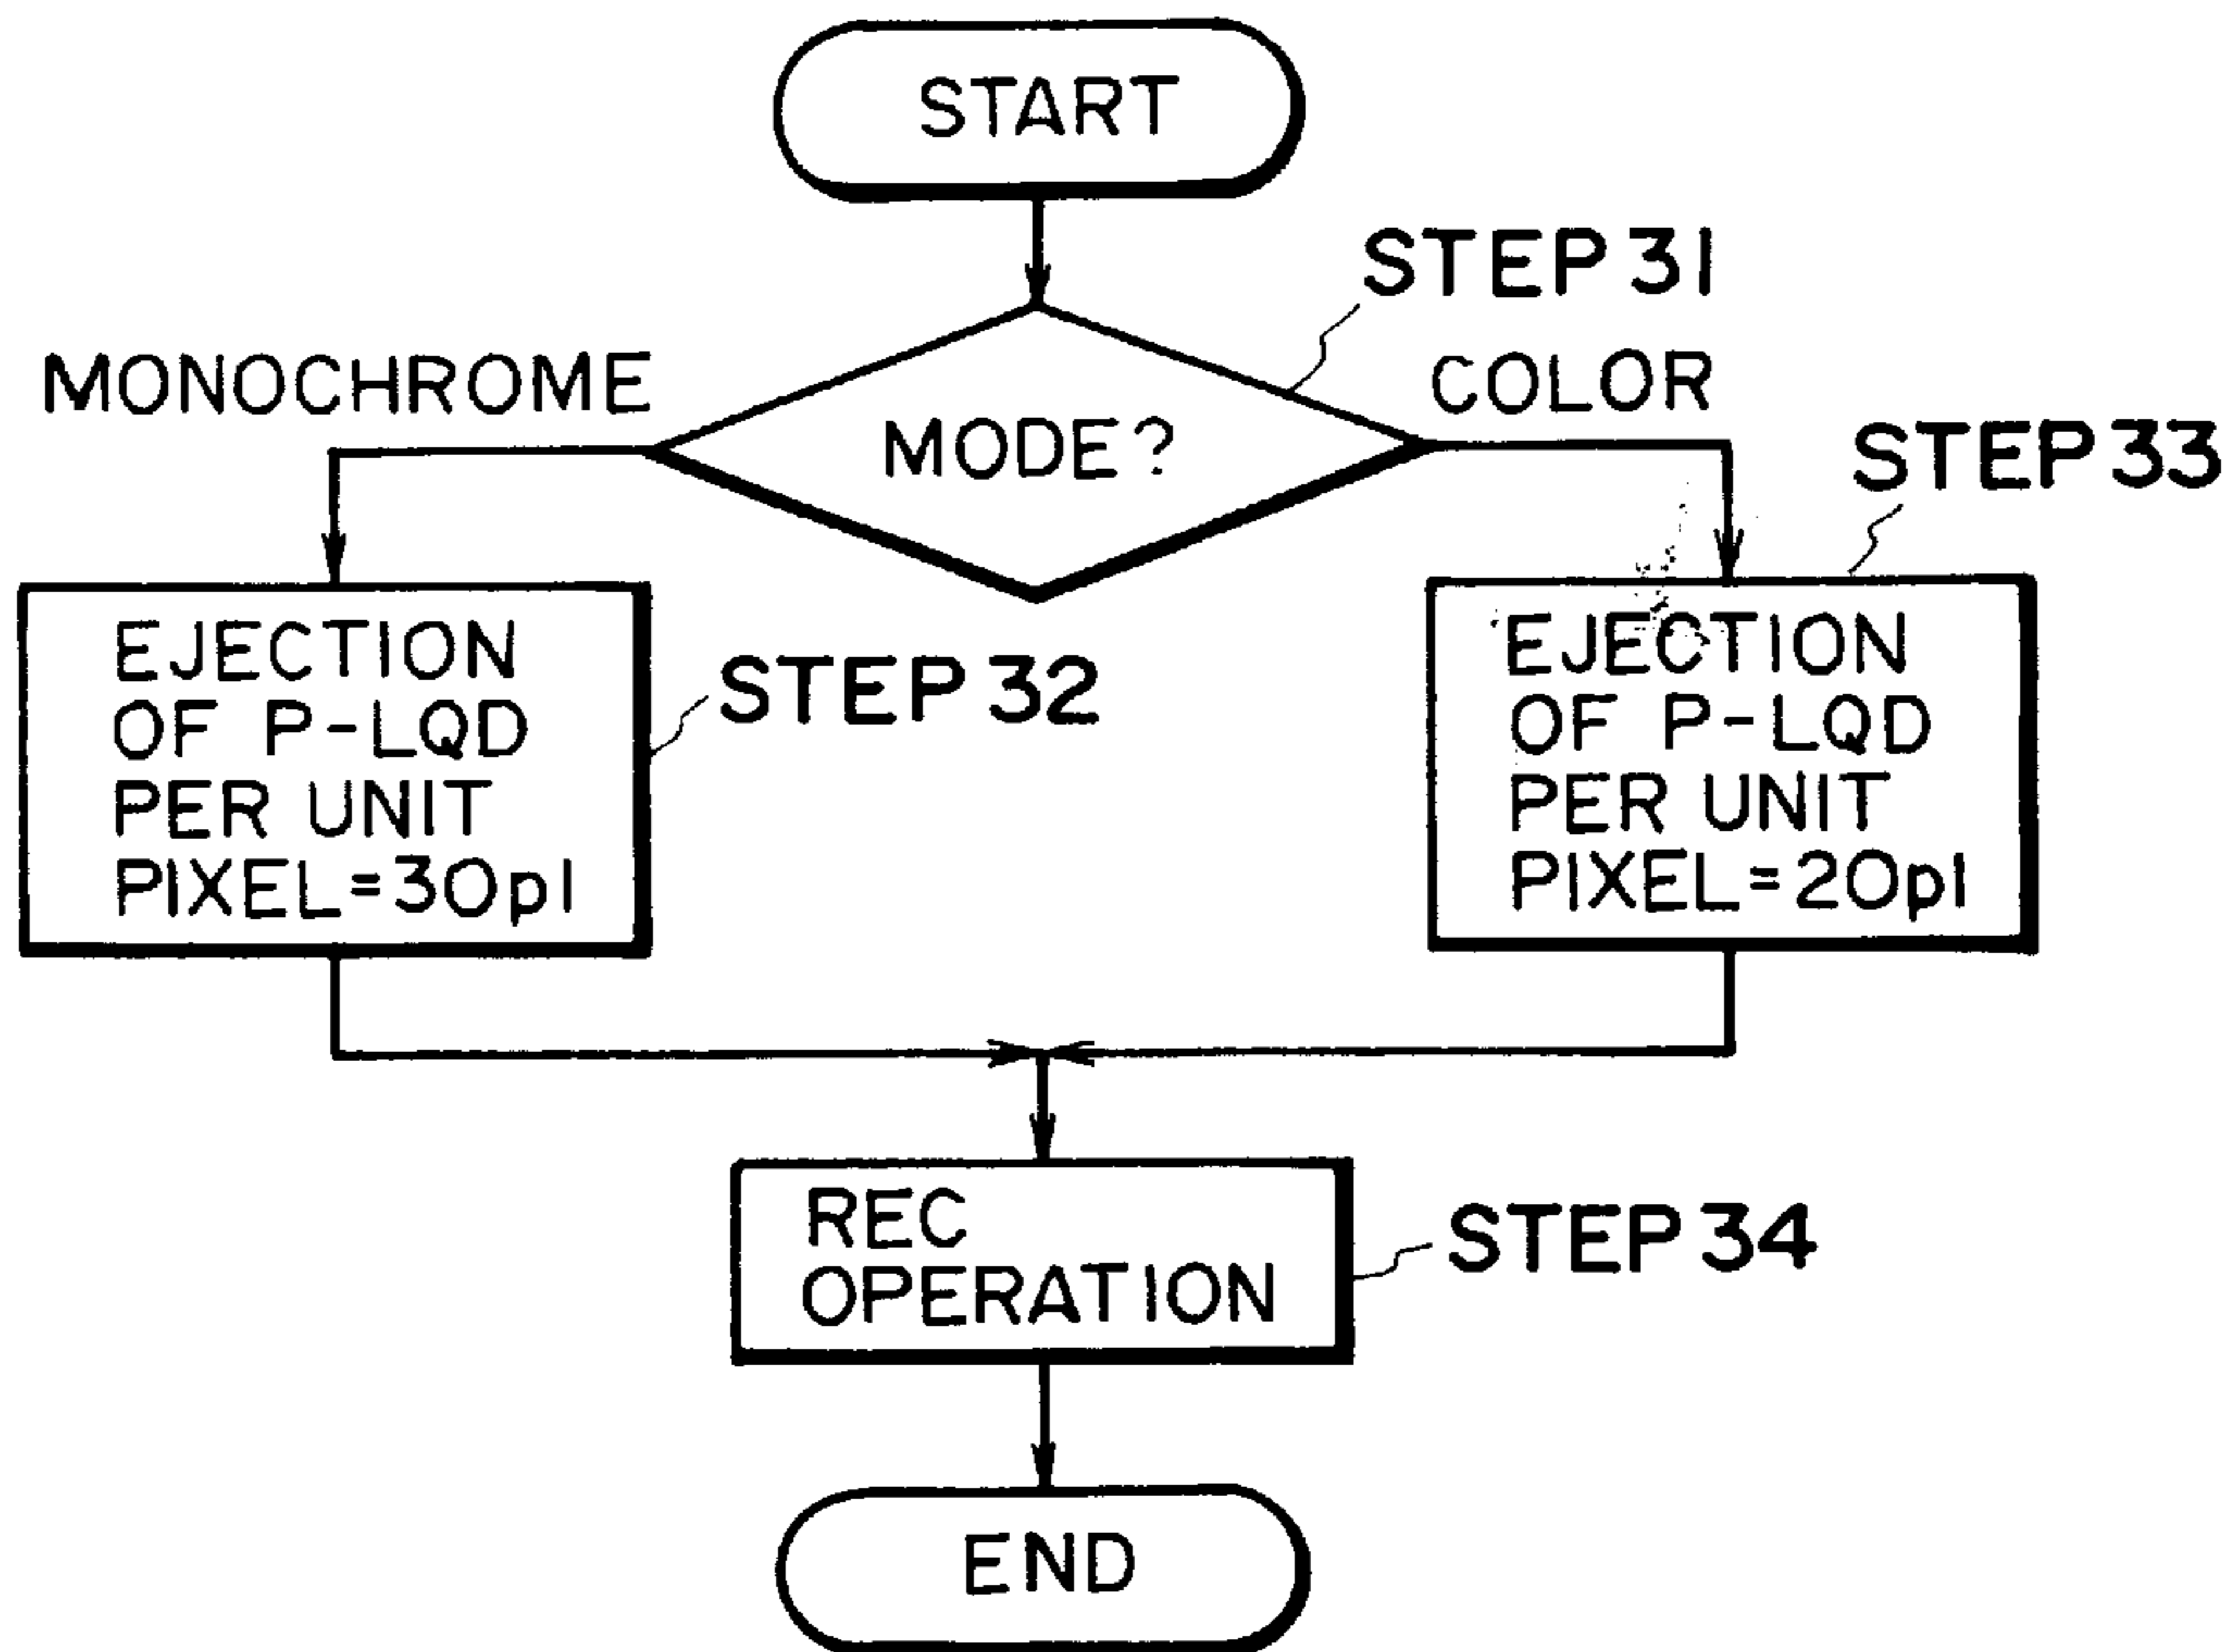 START
STEP 31
MONOCHROME
COLOR
MODE?
STEP 33
EJECTION
OF P-LQD
PER UNIT
PIXEL=30pl
STEP 32
EJECTION
OF P-LQD
PER UNIT
PIXEL=20pl
REC
OPERATION
STEP 34
END